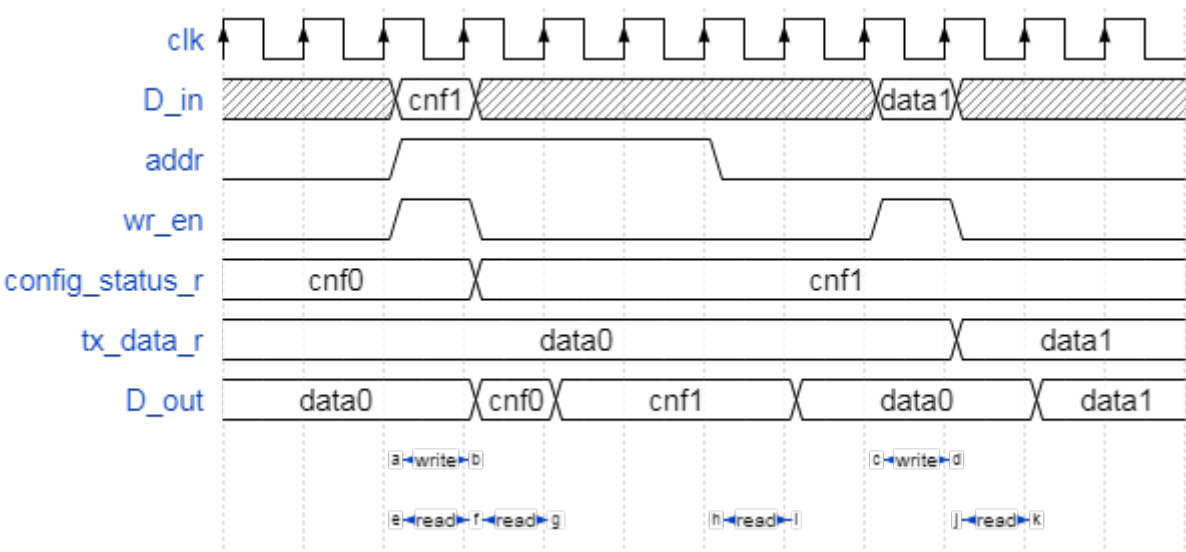 clk
D_in cnf1 data1
addr
wr_en
config_status_r cnf0 cnf1
tx_data_r data0 data1
D_out data0 cnf0 cnf1 data0 data1
a write b c write d
e read f read g h read i j read k